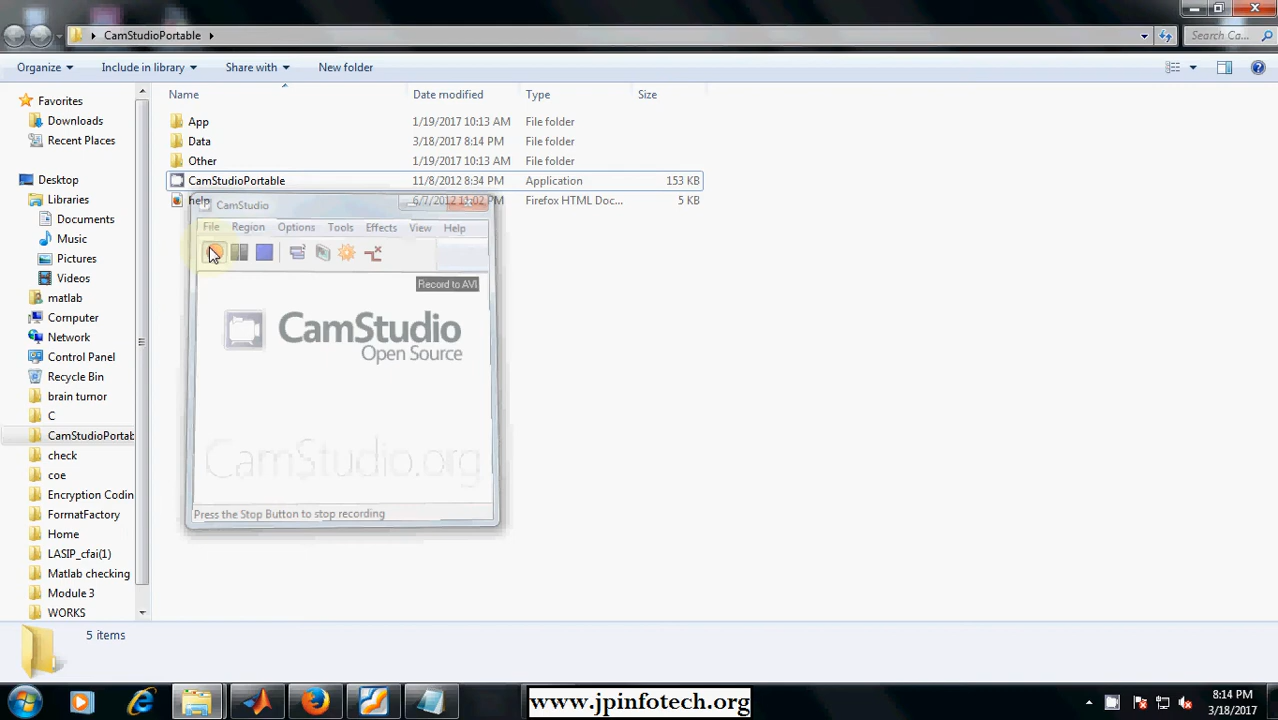 CamStudioPortable
Search Ca...
Organize
Include in library
Share with
New folder
Name
Date modified
Type
Size
Favorites
Downloads
Recent Places
Desktop
Libraries
Documents
Music
Pictures
Videos
matlab
Computer
Network
Control Panel
Recycle Bin
brain tumor
C
CamStudioPortab
check
coe
Encryption Codin
FormatFactory
Home
LASIP_cfai(1)
Matlab checking
Module 3
WORKS
App 1/19/2017 10:13 AM File folder
Data 3/18/2017 8:14 PM File folder
Other 1/19/2017 10:13 AM File folder
CamStudioPortable 11/8/2012 8:34 PM Application 153 KB
help 6/7/2012 11:02 PM Firefox HTML Doc... 5 KB
CamStudio
File Region Options Tools Effects View Help
Record to AVI
CamStudio
Open Source
CamStudio.org
Press the Stop Button to stop recording
5 items
www.jpinfotech.org
8:14 PM
3/18/2017